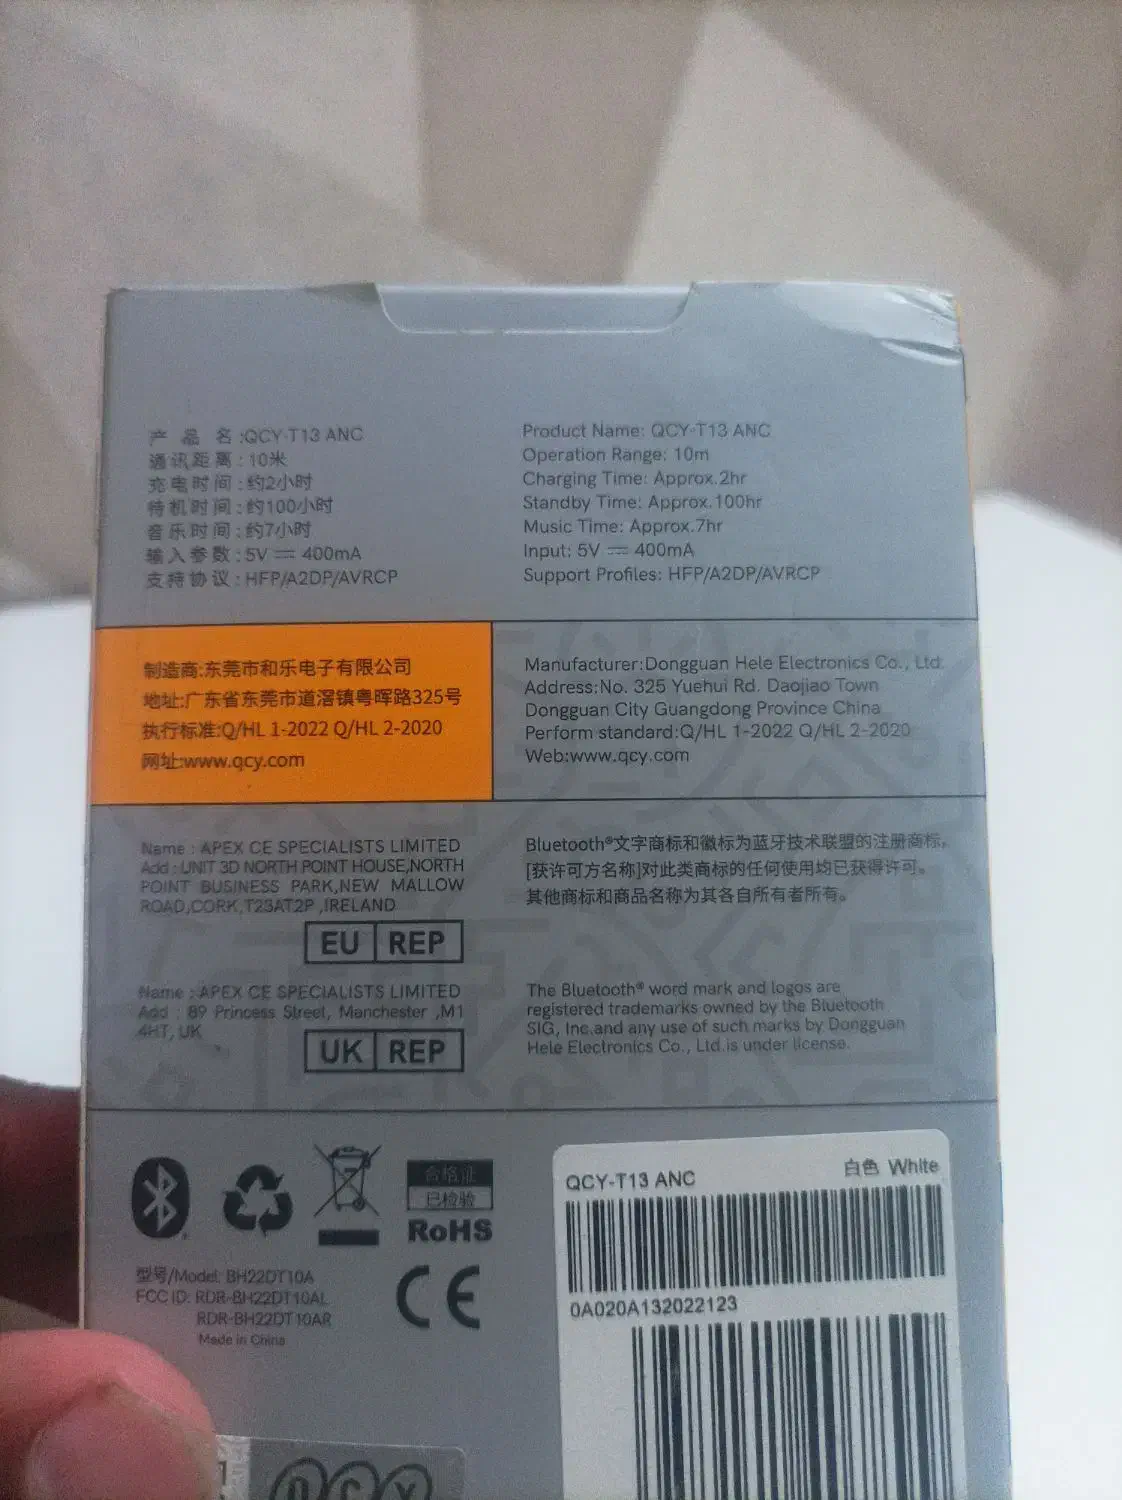 产品名:QCY-T13 ANC
通讯距离:10米
充电时间:约2小时
待机时间:约100小时
音乐时间:约7小时
输入参数:5V ⎓ 400mA
支持协议:HFP/A2DP/AVRCP
Product Name: QCY-T13 ANC
Operation Range: 10m
Charging Time: Approx.2hr
Standby Time: Approx.100hr
Music Time: Approx.7hr
Input: 5V ⎓ 400mA
Support Profiles: HFP/A2DP/AVRCP
制造商:东莞市和乐电子有限公司
地址:广东省东莞市道滘镇粤晖路325号
执行标准:Q/HL 1-2022 Q/HL 2-2020
网址:www.qcy.com
Manufacturer:Dongguan Hele Electronics Co., Ltd.
Address:No. 325 Yuehui Rd. Daojiao Town
Dongguan City Guangdong Province China
Perform standard:Q/HL 1-2022 Q/HL 2-2020
Web:www.qcy.com
Name : APEX CE SPECIALISTS LIMITED
Add : UNIT 3D NORTH POINT HOUSE,NORTH
POINT BUSINESS PARK,NEW MALLOW
ROAD,CORK,T23AT2P ,IRELAND
EU REP
Name : APEX CE SPECIALISTS LIMITED
Add : 89 Princess Street, Manchester ,M1
4HT, UK
UK REP
Bluetooth®文字商标和徽标为蓝牙技术联盟的注册商标,
[获许可方名称]对此类商标的任何使用均已获得许可。
其他商标和商品名称为其各自所有者所有。
The Bluetooth® word mark and logos are
registered trademarks owned by the Bluetooth
SIG, Inc.and any use of such marks by Dongguan
Hele Electronics Co., Ltd.is under license.
合格证
已检验
RoHS
型号/Model: BH22DT10A
FCC ID: RDR-BH22DT10AL
RDR-BH22DT10AR
Made in China
CE
QCY-T13 ANC 白色 White
0A020A132022123
QCY